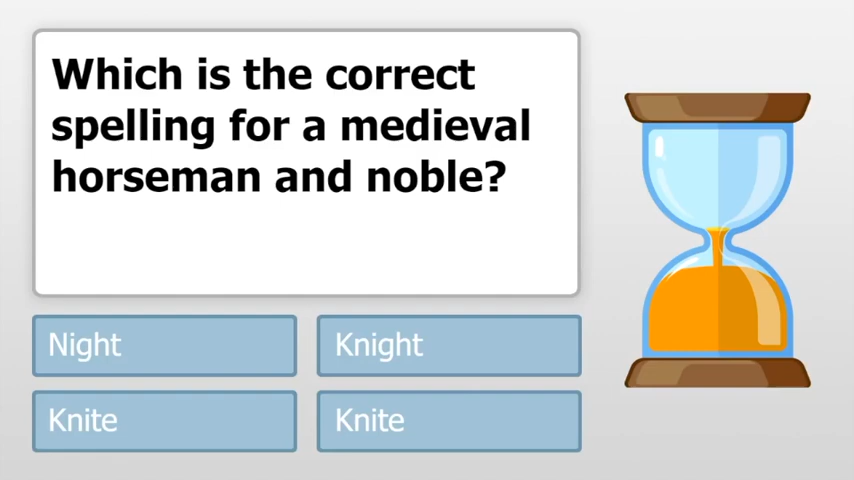 Which is the correct
spelling for a medieval
horseman and noble?
Night
Knight
Knite
Knite